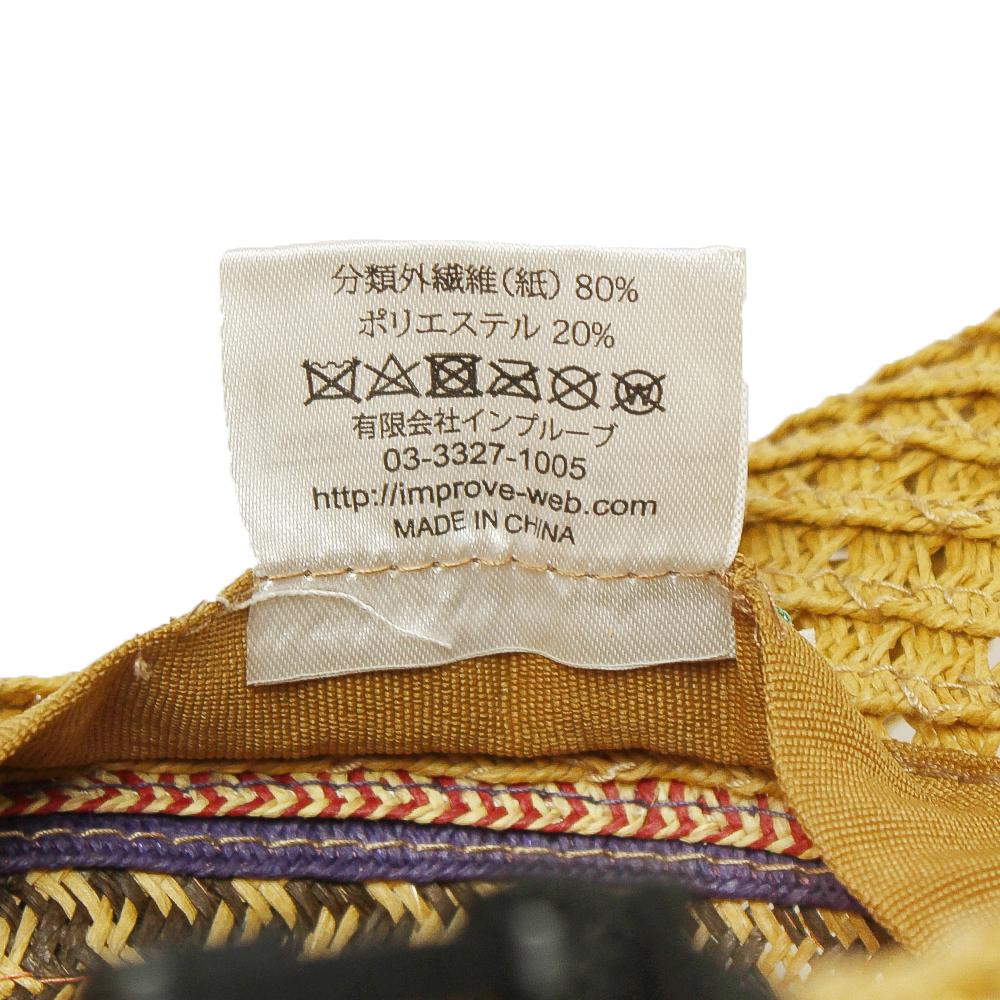 分類外繊維(紙) 80%
ポリエステル 20%
有限会社インプルーブ
03-3327-1005
http://improve-web.com
MADE IN CHINA